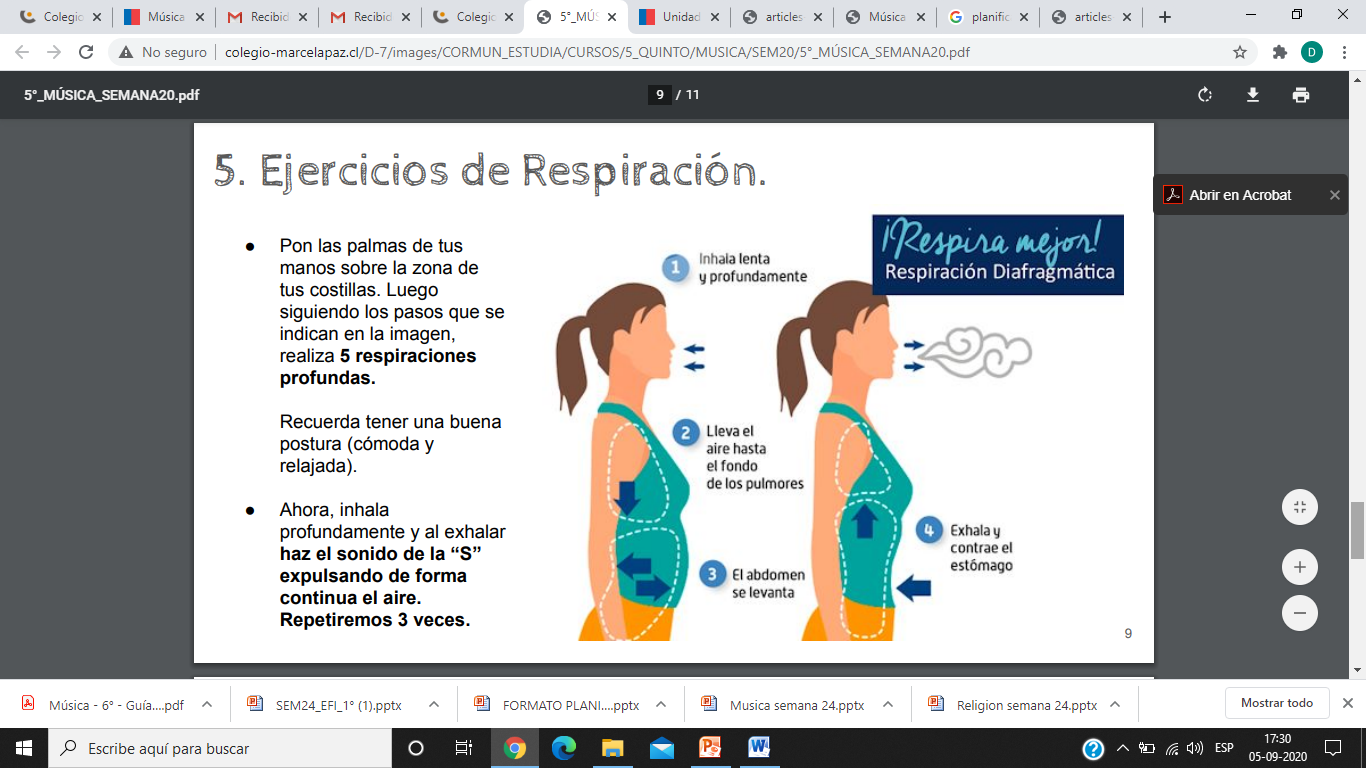 Colegio
Música
Recibid
Recibid
Colegio
5°_MÚS
Unidad
articles
Música
planific
articles
No seguro
colegio-marcelapaz.cl/D-7/images/CORMUN_ESTUDIA/CURSOS/5_QUINTO/MUSICA/SEM20/5°_MÚSICA_SEMANA20.pdf
D
5°_MÚSICA_SEMANA20.pdf
9 / 11
Abrir en Acrobat
5. Ejercicios de Respiración.
● Pon las palmas de tus
manos sobre la zona de
tus costillas. Luego
siguiendo los pasos que se
indican en la imagen,
realiza 5 respiraciones
profundas.
Recuerda tener una buena
postura (cómoda y
relajada).
● Ahora, inhala
profundamente y al exhalar
haz el sonido de la “S”
expulsando de forma
continua el aire.
Repetiremos 3 veces.
¡Respira mejor!
Respiración Diafragmática
1 Inhala lenta
y profundamente
2 Lleva el
aire hasta
el fondo
de los pulmores
3 El abdomen
se levanta
4 Exhala y
contrae el
estómago
9
Música - 6° - Guía....pdf
SEM24_EFI_1° (1).pptx
FORMATO PLANI....pptx
Musica semana 24.pptx
Religion semana 24.pptx
Mostrar todo
Escribe aquí para buscar
ESP
17:30
05-09-2020